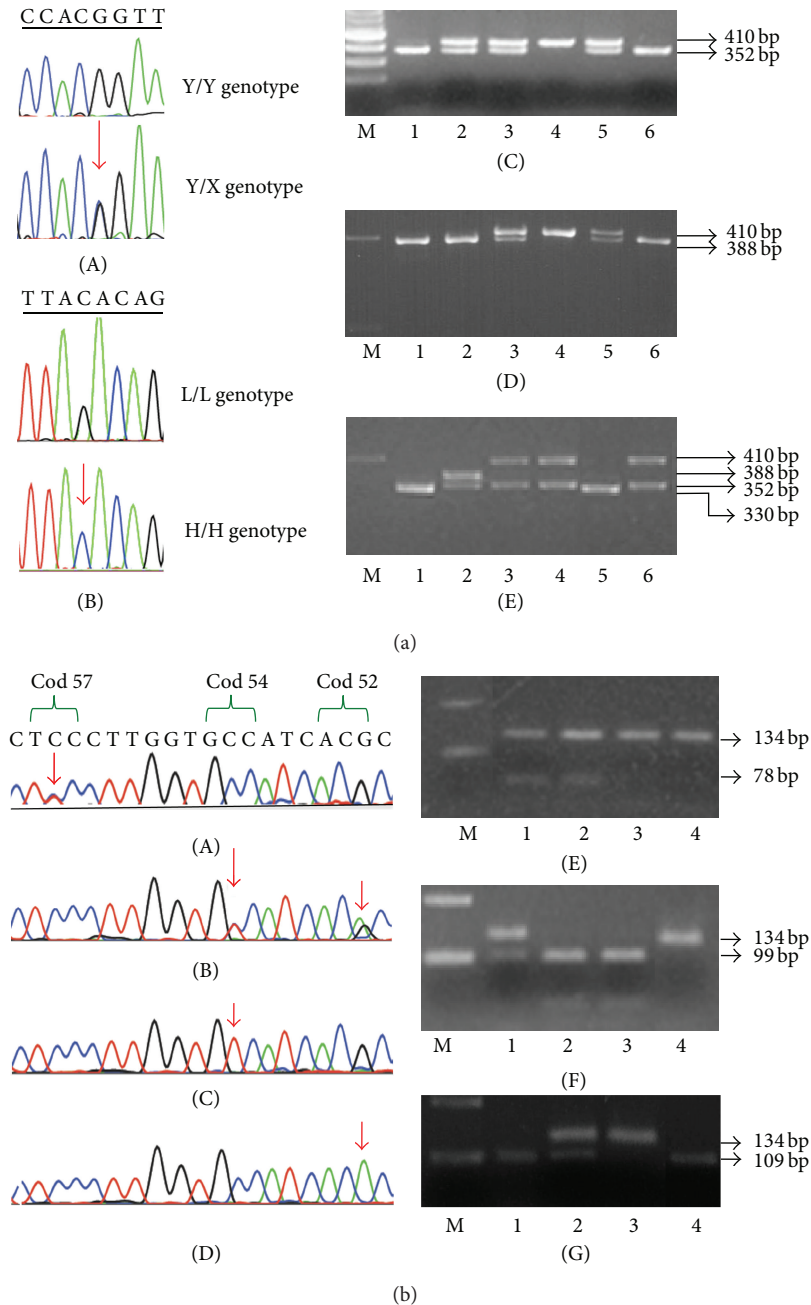 C C A C G G T T
Y/Y genotype
Y/X genotype
(A)
T T A C A C A G
L/L genotype
H/H genotype
(B)
410 bp
352 bp
M 1 2 3 4 5 6
(C)
410 bp
388 bp
M 1 2 3 4 5 6
(D)
410 bp
388 bp
352 bp
330 bp
M 1 2 3 4 5 6
(E)
(a)
Cod 57 Cod 54 Cod 52
C T C C C T T G G T G C C A T C A C G C
(A)
(B)
(C)
(D)
134 bp
78 bp
M 1 2 3 4
(E)
134 bp
99 bp
M 1 2 3 4
(F)
134 bp
109 bp
M 1 2 3 4
(G)
(b)